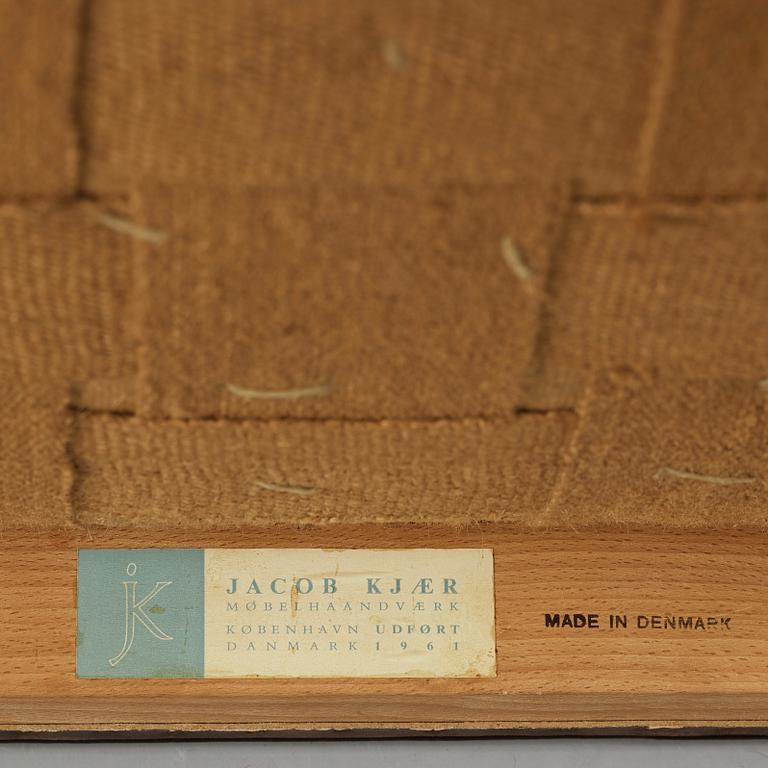 JK
JACOB KJÆR
MØBELHAANDVÆRK
KØBENHAVN UDFØRT
DANMARK 1961
MADE IN DENMARK